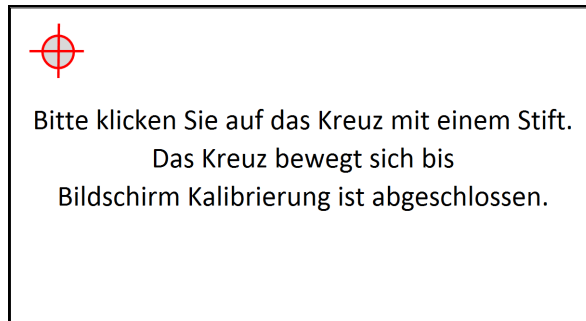 Bitte klicken Sie auf das Kreuz mit einem Stift.
Das Kreuz bewegt sich bis
Bildschirm Kalibrierung ist abgeschlossen.